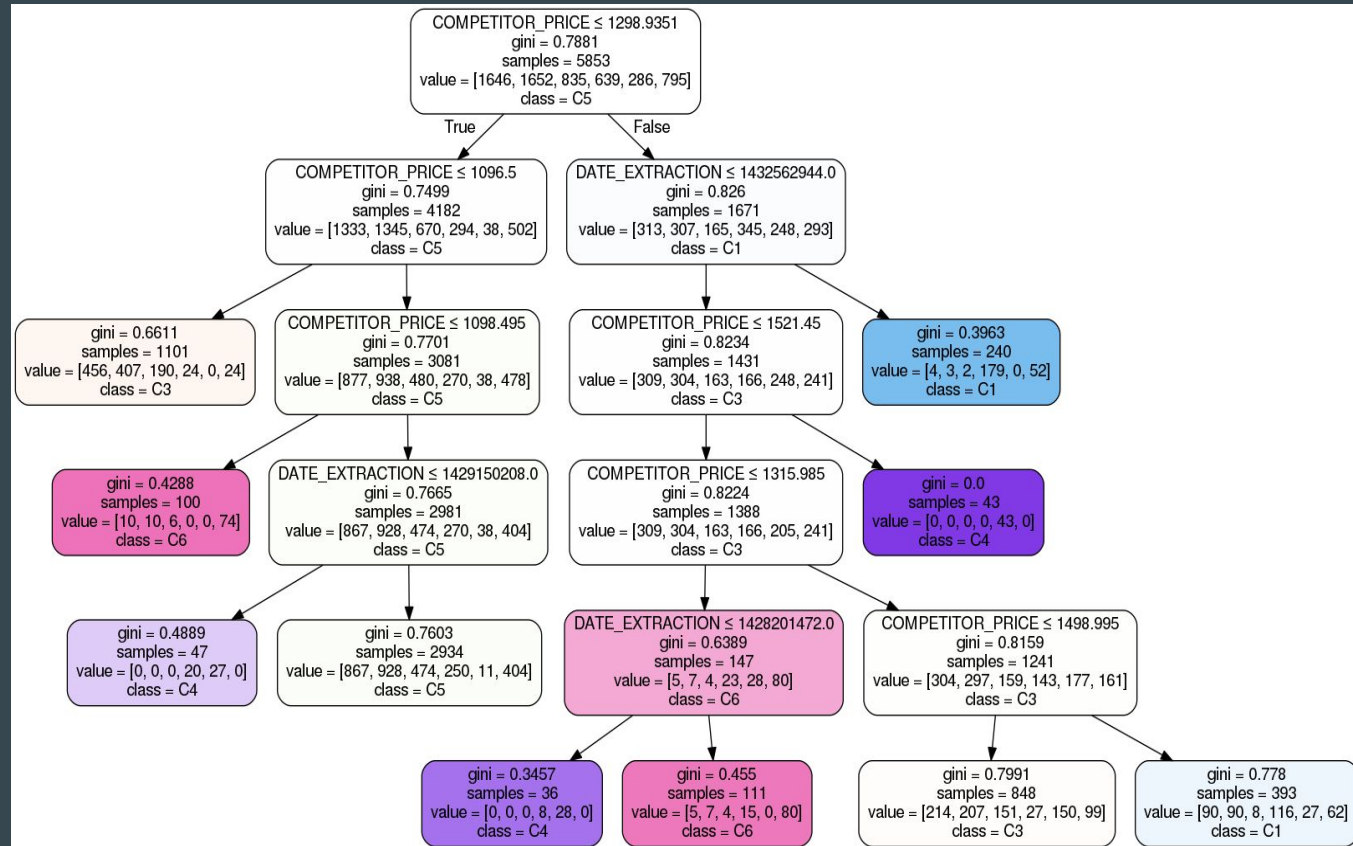 COMPETITOR_PRICE ≤ 1298.9351
gini = 0.7881
samples = 5853
value = [1646, 1652, 835, 639, 286, 795]
class = C5
True
False
COMPETITOR_PRICE ≤ 1096.5
gini = 0.7499
samples = 4182
value = [1333, 1345, 670, 294, 38, 502]
class = C5
DATE_EXTRACTION ≤ 1432562944.0
gini = 0.826
samples = 1671
value = [313, 307, 165, 345, 248, 293]
class = C1
gini = 0.6611
samples = 1101
value = [456, 407, 190, 24, 0, 24]
class = C3
COMPETITOR_PRICE ≤ 1098.495
gini = 0.7701
samples = 3081
value = [877, 938, 480, 270, 38, 478]
class = C5
COMPETITOR_PRICE ≤ 1521.45
gini = 0.8234
samples = 1431
value = [309, 304, 163, 166, 248, 241]
class = C3
gini = 0.3963
samples = 240
value = [4, 3, 2, 179, 0, 52]
class = C1
gini = 0.4288
samples = 100
value = [10, 10, 6, 0, 0, 74]
class = C6
DATE_EXTRACTION ≤ 1429150208.0
gini = 0.7665
samples = 2981
value = [867, 928, 474, 270, 38, 404]
class = C5
COMPETITOR_PRICE ≤ 1315.985
gini = 0.8224
samples = 1388
value = [309, 304, 163, 166, 205, 241]
class = C3
gini = 0.0
samples = 43
value = [0, 0, 0, 0, 43, 0]
class = C4
gini = 0.4889
samples = 47
value = [0, 0, 0, 20, 27, 0]
class = C4
gini = 0.7603
samples = 2934
value = [867, 928, 474, 250, 11, 404]
class = C5
DATE_EXTRACTION ≤ 1428201472.0
gini = 0.6389
samples = 147
value = [5, 7, 4, 23, 28, 80]
class = C6
COMPETITOR_PRICE ≤ 1498.995
gini = 0.8159
samples = 1241
value = [304, 297, 159, 143, 177, 161]
class = C3
gini = 0.3457
samples = 36
value = [0, 0, 0, 8, 28, 0]
class = C4
gini = 0.455
samples = 111
value = [5, 7, 4, 15, 0, 80]
class = C6
gini = 0.7991
samples = 848
value = [214, 207, 151, 27, 150, 99]
class = C3
gini = 0.778
samples = 393
value = [90, 90, 8, 116, 27, 62]
class = C1